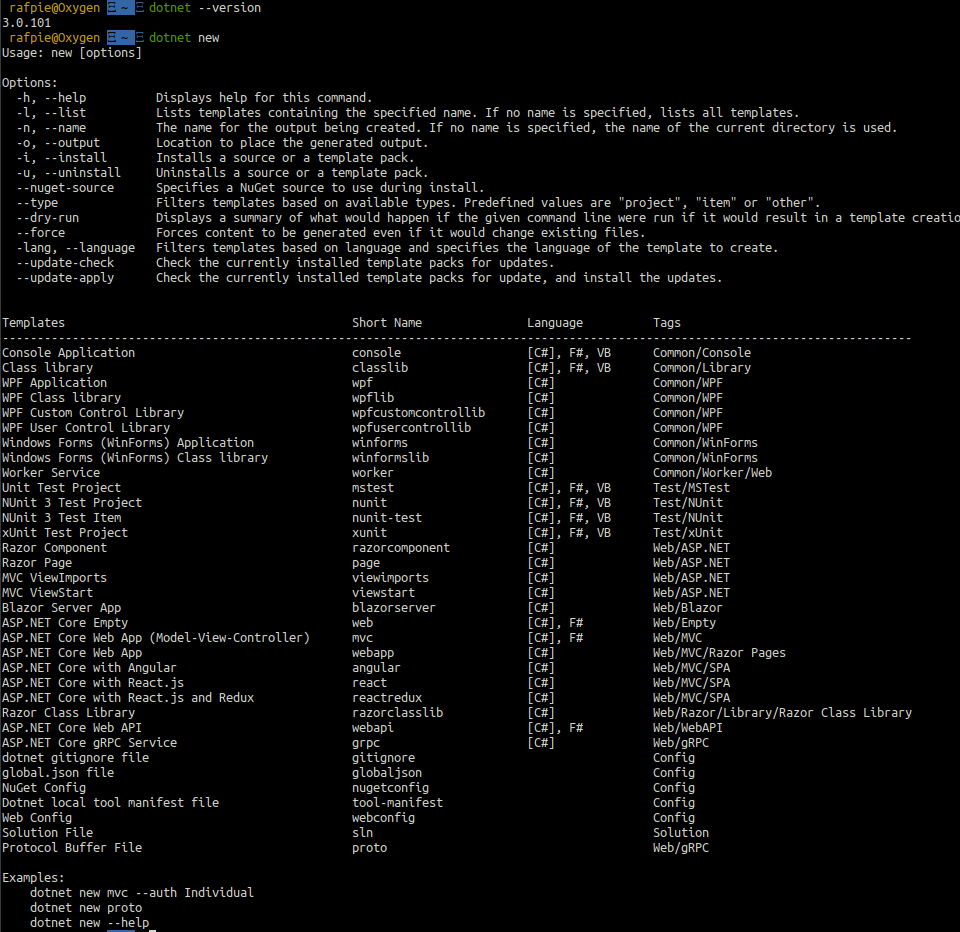 rafpie@Oxygen ~ dotnet --version
3.0.101
rafpie@Oxygen ~ dotnet new
Usage: new [options]

Options:
  -h, --help          Displays help for this command.
  -l, --list          Lists templates containing the specified name. If no name is specified, lists all templates.
  -n, --name          The name for the output being created. If no name is specified, the name of the current directory is used.
  -o, --output        Location to place the generated output.
  -i, --install       Installs a source or a template pack.
  -u, --uninstall     Uninstalls a source or a template pack.
  --nuget-source      Specifies a NuGet source to use during install.
  --type              Filters templates based on available types. Predefined values are "project", "item" or "other".
  --dry-run           Displays a summary of what would happen if the given command line were run if it would result in a template creatio
  --force             Forces content to be generated even if it would change existing files.
  -lang, --language   Filters templates based on language and specifies the language of the template to create.
  --update-check      Check the currently installed template packs for updates.
  --update-apply      Check the currently installed template packs for update, and install the updates.

Templates                                         Short Name               Language          Tags
----------------------------------------------------------------------------------------------------------------------------------
Console Application                               console                  [C#], F#, VB      Common/Console
Class library                                     classlib                 [C#], F#, VB      Common/Library
WPF Application                                   wpf                      [C#]              Common/WPF
WPF Class library                                 wpflib                   [C#]              Common/WPF
WPF Custom Control Library                        wpfcustomcontrollib      [C#]              Common/WPF
WPF User Control Library                          wpfusercontrollib        [C#]              Common/WPF
Windows Forms (WinForms) Application              winforms                 [C#]              Common/WinForms
Windows Forms (WinForms) Class library            winformslib              [C#]              Common/WinForms
Worker Service                                    worker                   [C#]              Common/Worker/Web
Unit Test Project                                 mstest                   [C#], F#, VB      Test/MSTest
NUnit 3 Test Project                              nunit                    [C#], F#, VB      Test/NUnit
NUnit 3 Test Item                                 nunit-test               [C#], F#, VB      Test/NUnit
xUnit Test Project                                xunit                    [C#], F#, VB      Test/xUnit
Razor Component                                   razorcomponent           [C#]              Web/ASP.NET
Razor Page                                        page                     [C#]              Web/ASP.NET
MVC ViewImports                                   viewimports              [C#]              Web/ASP.NET
MVC ViewStart                                     viewstart                [C#]              Web/ASP.NET
Blazor Server App                                 blazorserver             [C#]              Web/Blazor
ASP.NET Core Empty                                web                      [C#], F#          Web/Empty
ASP.NET Core Web App (Model-View-Controller)      mvc                      [C#], F#          Web/MVC
ASP.NET Core Web App                              webapp                   [C#]              Web/MVC/Razor Pages
ASP.NET Core with Angular                         angular                  [C#]              Web/MVC/SPA
ASP.NET Core with React.js                        react                    [C#]              Web/MVC/SPA
ASP.NET Core with React.js and Redux              reactredux               [C#]              Web/MVC/SPA
Razor Class Library                               razorclasslib            [C#]              Web/Razor/Library/Razor Class Library
ASP.NET Core Web API                              webapi                   [C#], F#          Web/WebAPI
ASP.NET Core gRPC Service                         grpc                     [C#]              Web/gRPC
dotnet gitignore file                             gitignore                                  Config
global.json file                                  globaljson                                 Config
NuGet Config                                      nugetconfig                                Config
Dotnet local tool manifest file                   tool-manifest                              Config
Web Config                                        webconfig                                  Config
Solution File                                     sln                                        Solution
Protocol Buffer File                              proto                                      Web/gRPC

Examples:
    dotnet new mvc --auth Individual
    dotnet new proto
    dotnet new --help